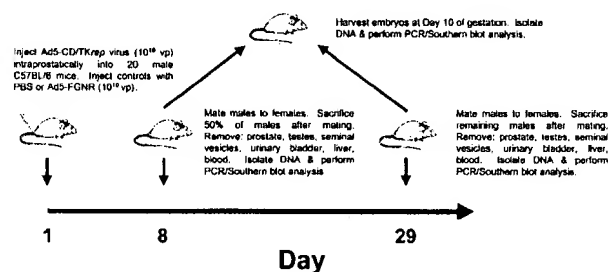 Harvest embryos at Day 10 of gestation. Isolate
DNA & perform PCR/Southern blot analysis.
Inject Ad5-CD/TKrep virus (10¹⁰ vp)
intraprostatically into 20 male
C57BL/6 mice. Inject controls with
PBS or Ad5-FGNR (10¹⁰ vp).
Mate males to females. Sacrifice
50% of males after mating.
Remove: prostate, testes, seminal
vesicles, urinary bladder, liver,
blood. Isolate DNA & perform
PCR/Southern blot analysis
Mate males to females. Sacrifice
remaining males after mating.
Remove: prostate, testes, seminal
vesicles, urinary bladder, liver,
blood. Isolate DNA & perform
PCR/Southern blot analysis.
1
8
29
Day